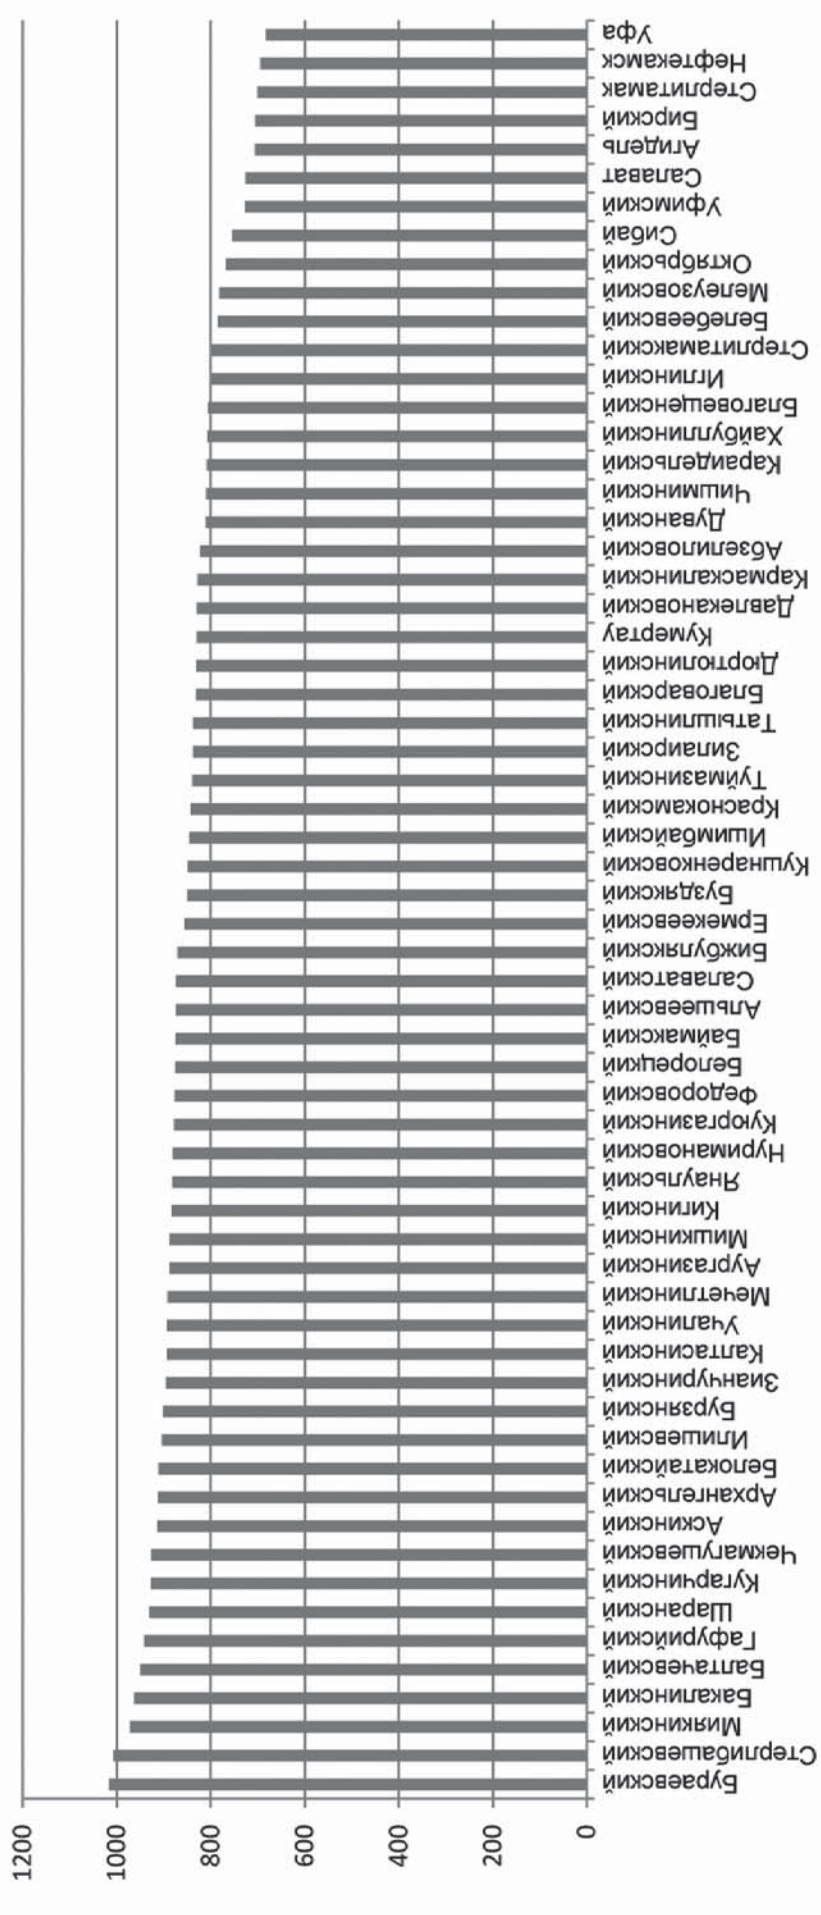 1200
1000
800
600
400
200
0
Бураевский
Стерлибашевский
Миякинский
Бакалинский
Балтачевский
Гафурийский
Шаранский
Кугарчинский
Чекмагушевский
Аскинский
Архангельский
Белокатайский
Илишевский
Бурзянский
Зианчуринский
Калтасинский
Учалинский
Мечетлинский
Аургазинский
Мишкинский
Кигинский
Янаульский
Нуримановский
Куюргазинский
Федоровский
Белорецкий
Баймакский
Альшеевский
Салаватский
Бижбулякский
Ермекеевский
Буздякский
Кушнаренковский
Ишимбайский
Краснокамский
Туймазинский
Зилаирский
Татышлинский
Благоварский
Дюртюлинский
Кумертау
Давлекановский
Кармаскалинский
Абзелиловский
Дуванский
Чишминский
Караидельский
Хайбуллинский
Благовещенский
Иглинский
Стерлитамакский
Белебеевский
Мелеузовский
Октябрьский
Сибай
Уфимский
Салават
Агидель
Бирский
Стерлитамак
Нефтекамск
Уфа